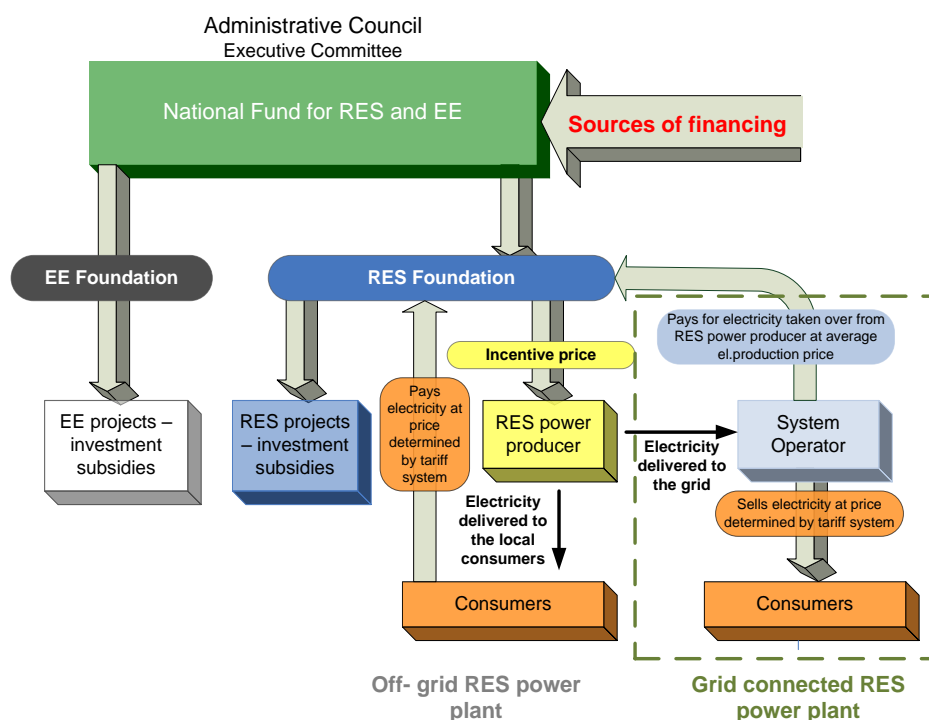 Administrative Council
Executive Committee
National Fund for RES and EE
Sources of financing
EE Foundation
RES Foundation
Pays for electricity taken over from
RES power producer at average
el.production price
Incentive price
Pays
electricity at
price
determined
by tariff
system
EE projects –
investment
subsidies
RES projects
– investment
subsidies
RES power
producer
System
Operator
Electricity
delivered to
the grid
Electricity
delivered to
the local
consumers
Sells electricity at price
determined by tariff system
Consumers
Consumers
Off- grid RES power
plant
Grid connected RES
power plant